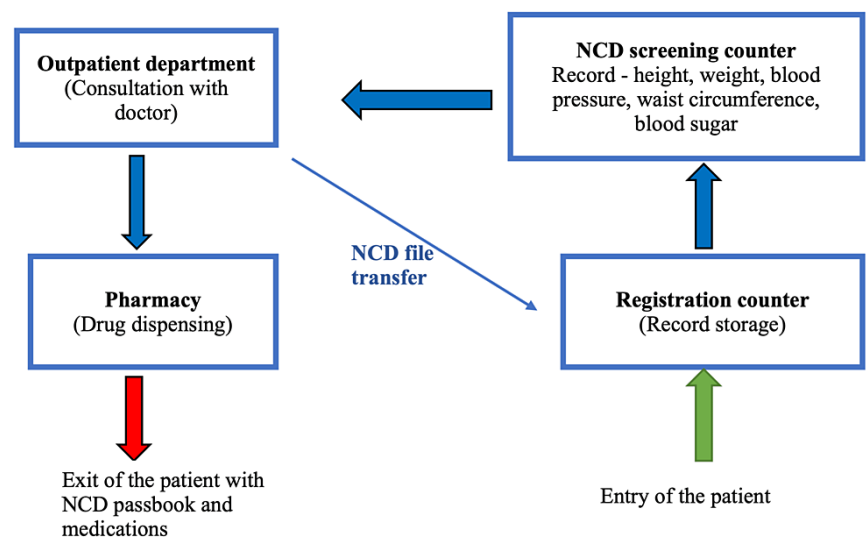 Outpatient department
(Consultation with
doctor)
NCD screening counter
Record - height, weight, blood
pressure, waist circumference,
blood sugar
NCD file
transfer
Pharmacy
(Drug dispensing)
Registration counter
(Record storage)
Exit of the patient with
NCD passbook and
medications
Entry of the patient